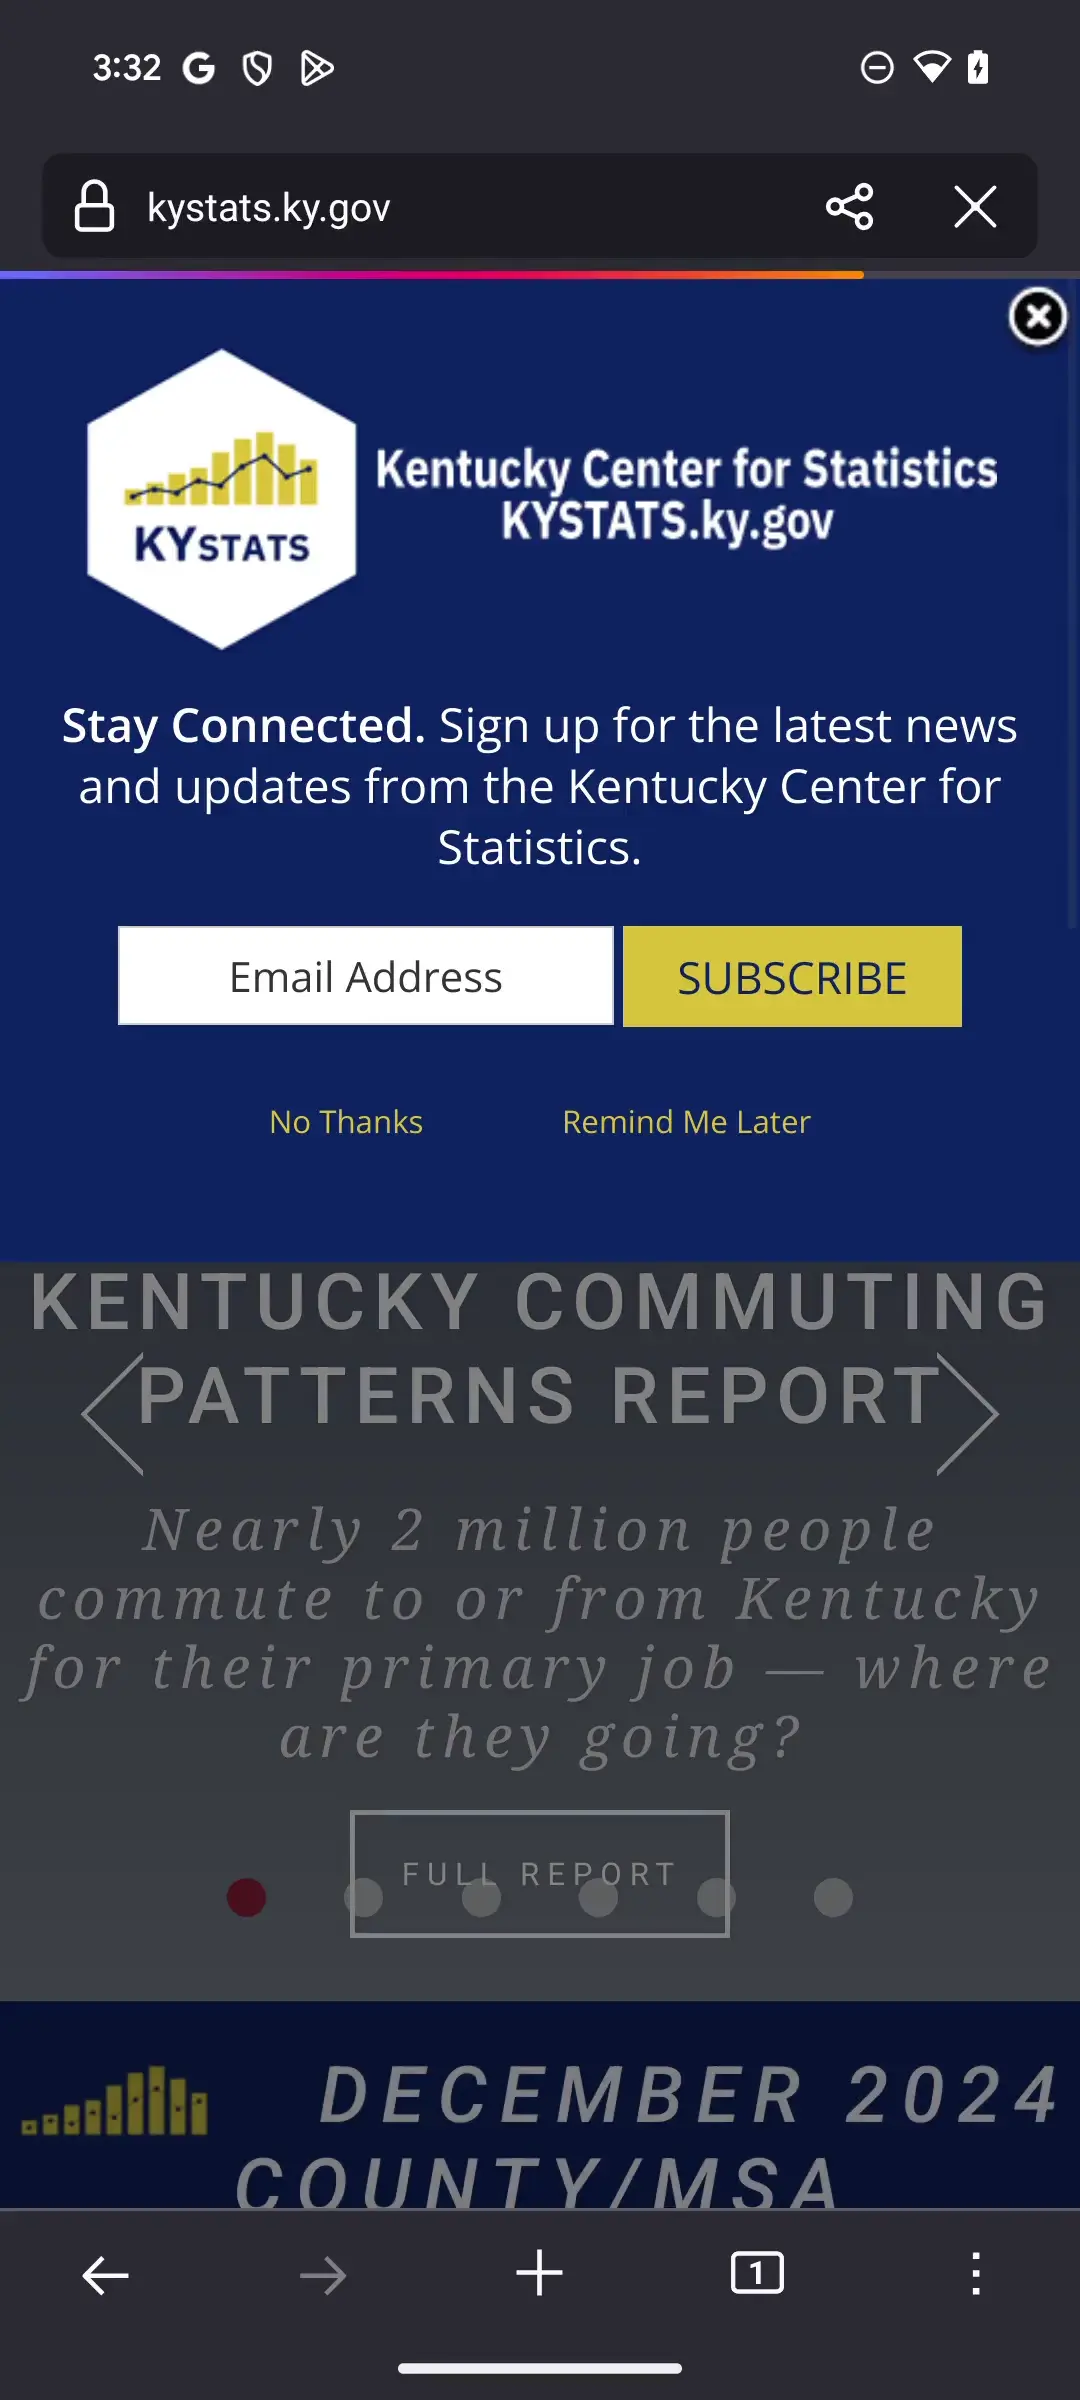 3:32
kystats.ky.gov
KYSTATS
Kentucky Center for Statistics
KYSTATS.ky.gov
Stay Connected. Sign up for the latest news
and updates from the Kentucky Center for
Statistics.
Email Address
SUBSCRIBE
No Thanks
Remind Me Later
KENTUCKY COMMUTING
PATTERNS REPORT
Nearly 2 million people
commute to or from Kentucky
for their primary job — where
are they going?
FULL REPORT
DECEMBER 2024
COUNTY/MSA
1